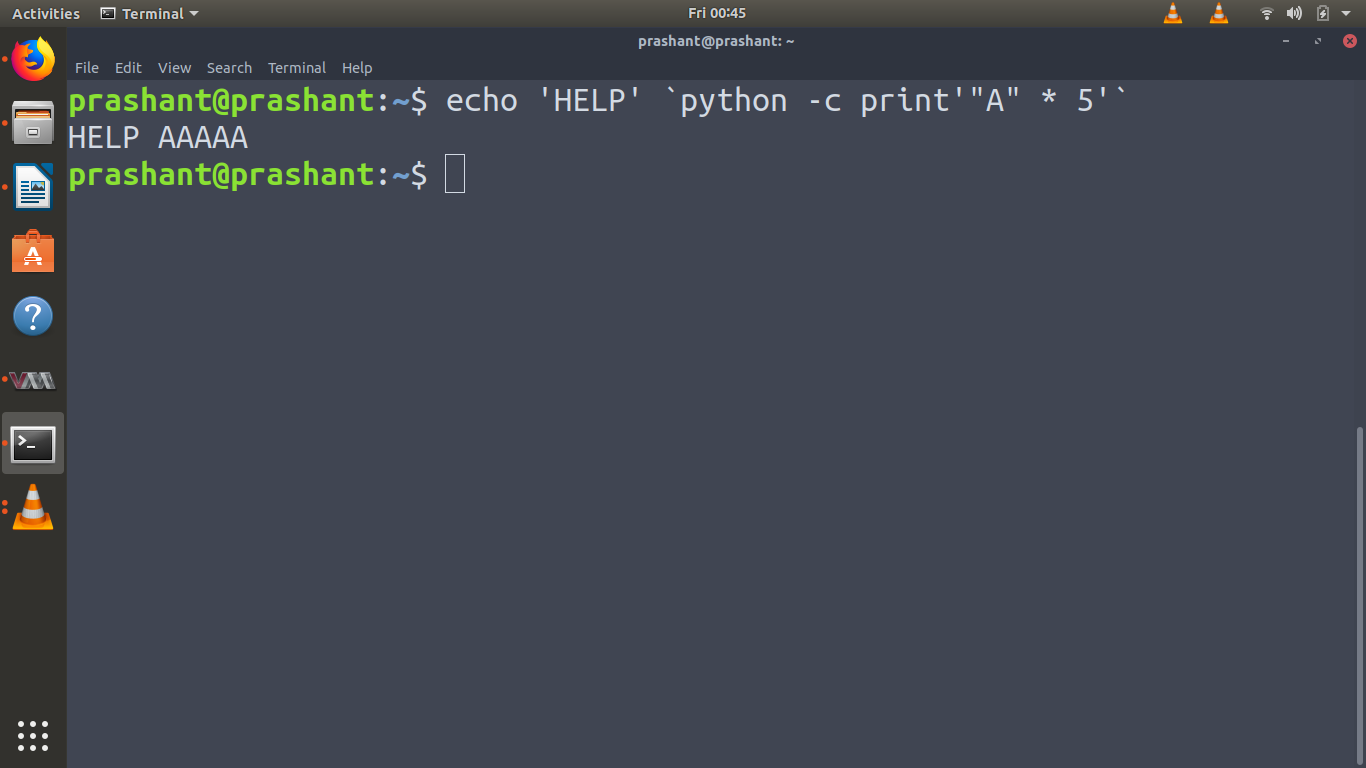 Activities Terminal Fri 00:45
prashant@prashant: ~
File Edit View Search Terminal Help
prashant@prashant:~$ echo 'HELP' `python -c print'"A" * 5'`
HELP AAAAA
prashant@prashant:~$